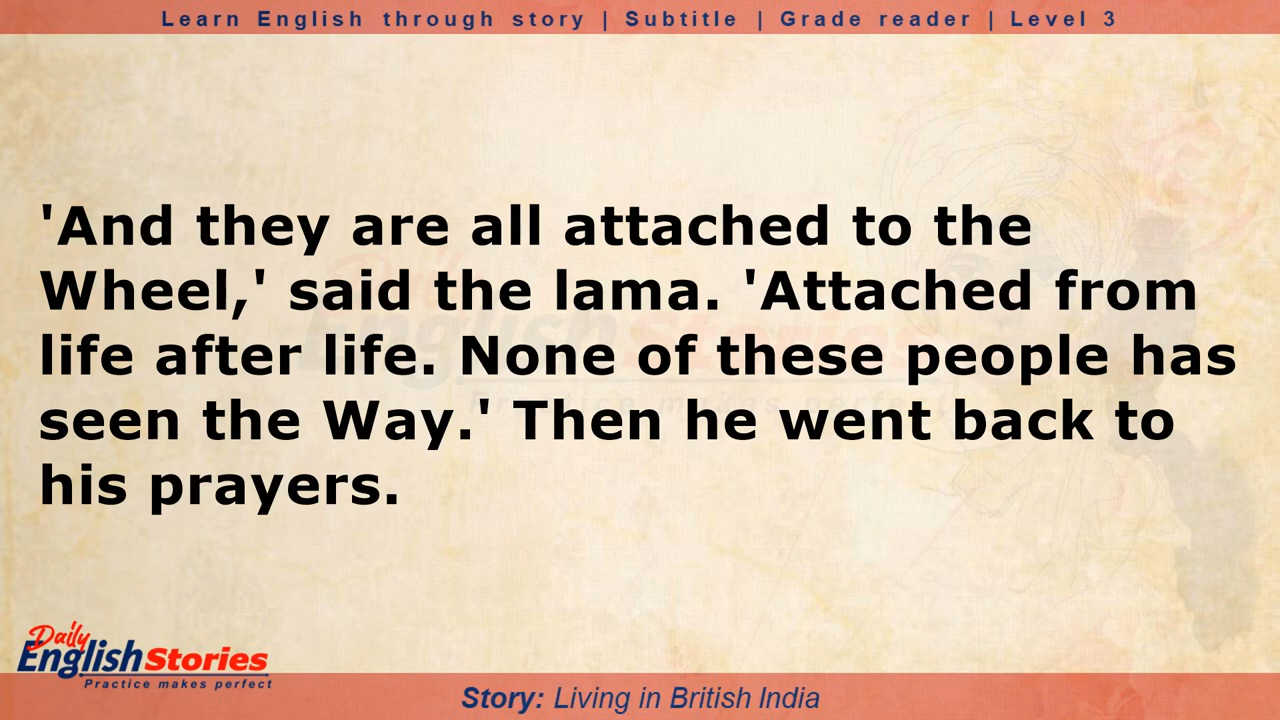 Learn English through story | Subtitle | Grade reader | Level 3
'And they are all attached to the
Wheel,' said the lama. 'Attached from
life after life. None of these people has
seen the Way.' Then he went back to
his prayers.
Daily
English Stories
Practice makes perfect
Story: Living in British India